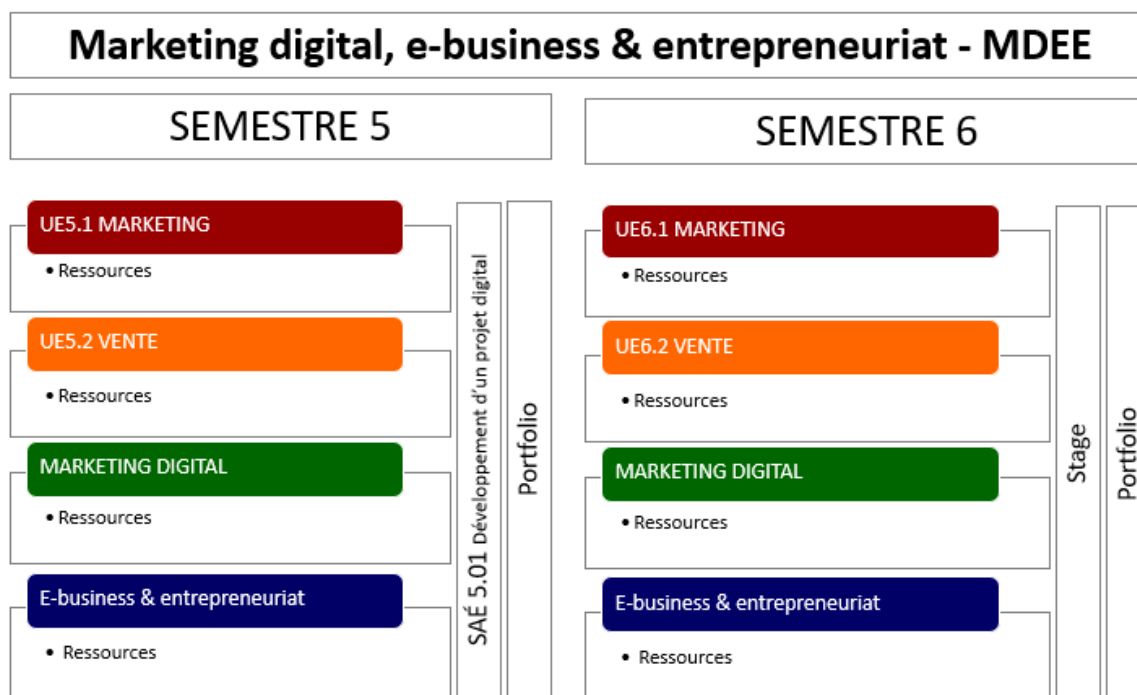 Marketing digital, e-business & entrepreneuriat - MDEE
SEMESTRE 5
UE5.1 MARKETING
• Ressources
UE5.2 VENTE
• Ressources
MARKETING DIGITAL
• Ressources
E-business & entrepreneuriat
• Ressources
SAÉ 5.01 Développement d'un projet digital
Portfolio
SEMESTRE 6
UE6.1 MARKETING
• Ressources
UE6.2 VENTE
• Ressources
MARKETING DIGITAL
• Ressources
E-business & entrepreneuriat
• Ressources
Stage
Portfolio